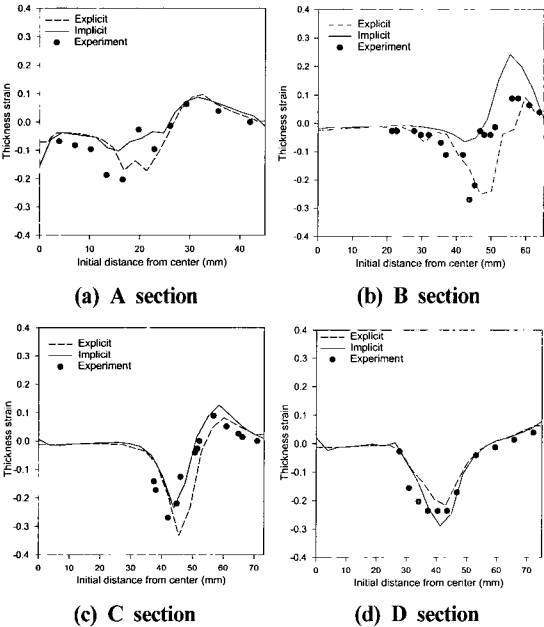 Explicit
Implicit
Experiment
Thickness strain
0.4
0.3
0.2
0.1
0.0
-0.1
-0.2
-0.3
-0.4
0 10 20 30 40
Initial distance from center (mm)
(a) A section
Explicit
Implicit
Experiment
Thickness strain
0.4
0.3
0.2
0.1
0.0
-0.1
-0.2
-0.3
-0.4
0 10 20 30 40 50 60
Initial distance from center (mm)
(b) B section
Explicit
Implicit
Experiment
Thickness strain
0.4
0.3
0.2
0.1
0.0
-0.1
-0.2
-0.3
-0.4
0 10 20 30 40 50 60 70
Initial distance from center (mm)
(c) C section
Explicit
Implicit
Experiment
Thickness strain
0.4
0.3
0.2
0.1
0.0
-0.1
-0.2
-0.3
-0.4
0 10 20 30 40 50 60 70
Initial distance from center (mm)
(d) D section